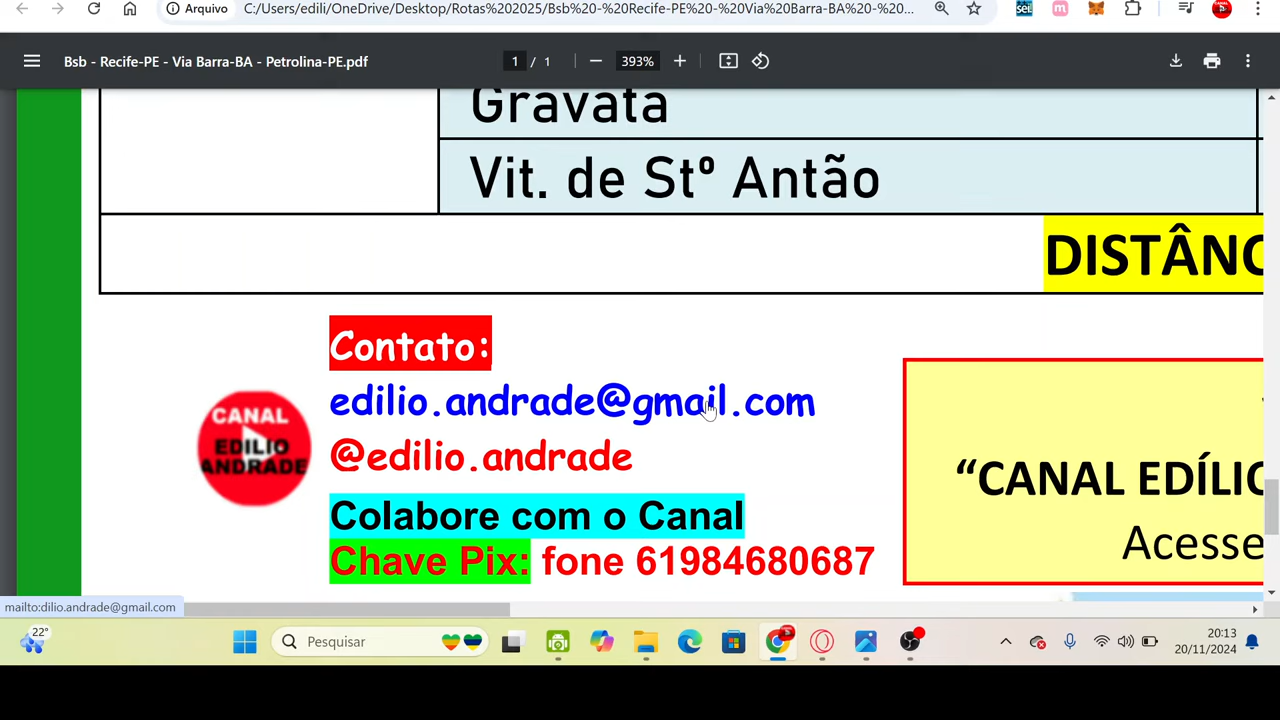 Arquivo C:/Users/edili/OneDrive/Desktop/Rotas%202025/Bsb%20-%20Recife-PE%20-%20Via%20Barra-BA%20-%20...
sei!
Bsb - Recife-PE - Via Barra-BA - Petrolina-PE.pdf 1 / 1 393%
Gravatá
Vit. de Stº Antão
DISTÂNC
Contato:
edilio.andrade@gmail.com
@edilio.andrade
CANAL
EDILIO
ANDRADE
Colabore com o Canal
Chave Pix: fone 61984680687
“CANAL EDÍLIO
Acesse
mailto:dilio.andrade@gmail.com
22°
Pesquisar
20:13
20/11/2024